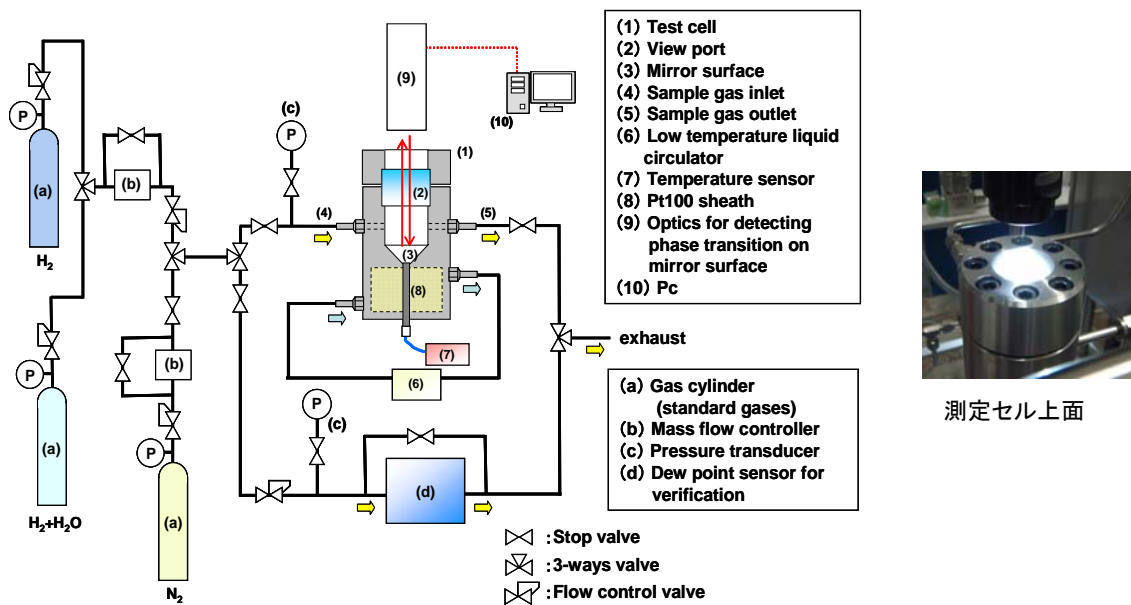 (9)
(10)
(1)
(2)
(3)
(4)
(5)
(8)
(7)
(6)
P
(c)
P
(c)
(d)
P
(a)
H2
(b)
P
(a)
H2+H2O
(b)
P
(a)
N2
exhaust
(1) Test cell
(2) View port
(3) Mirror surface
(4) Sample gas inlet
(5) Sample gas outlet
(6) Low temperature liquid
circulator
(7) Temperature sensor
(8) Pt100 sheath
(9) Optics for detecting
phase transition on
mirror surface
(10) Pc
(a) Gas cylinder
(standard gases)
(b) Mass flow controller
(c) Pressure transducer
(d) Dew point sensor for
verification
:Stop valve
:3-ways valve
:Flow control valve
測定セル上面